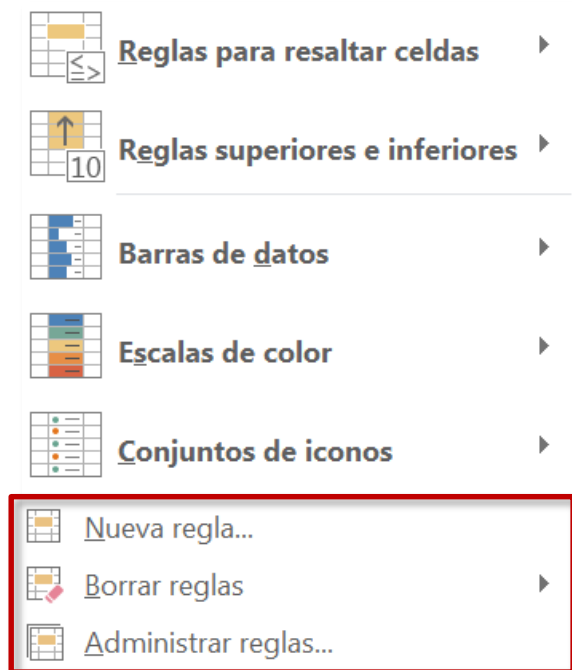 ≤≥
Reglas para resaltar celdas
10
Reglas superiores e inferiores
Barras de datos
Escalas de color
Conjuntos de iconos
Nueva regla...
Borrar reglas
Administrar reglas...